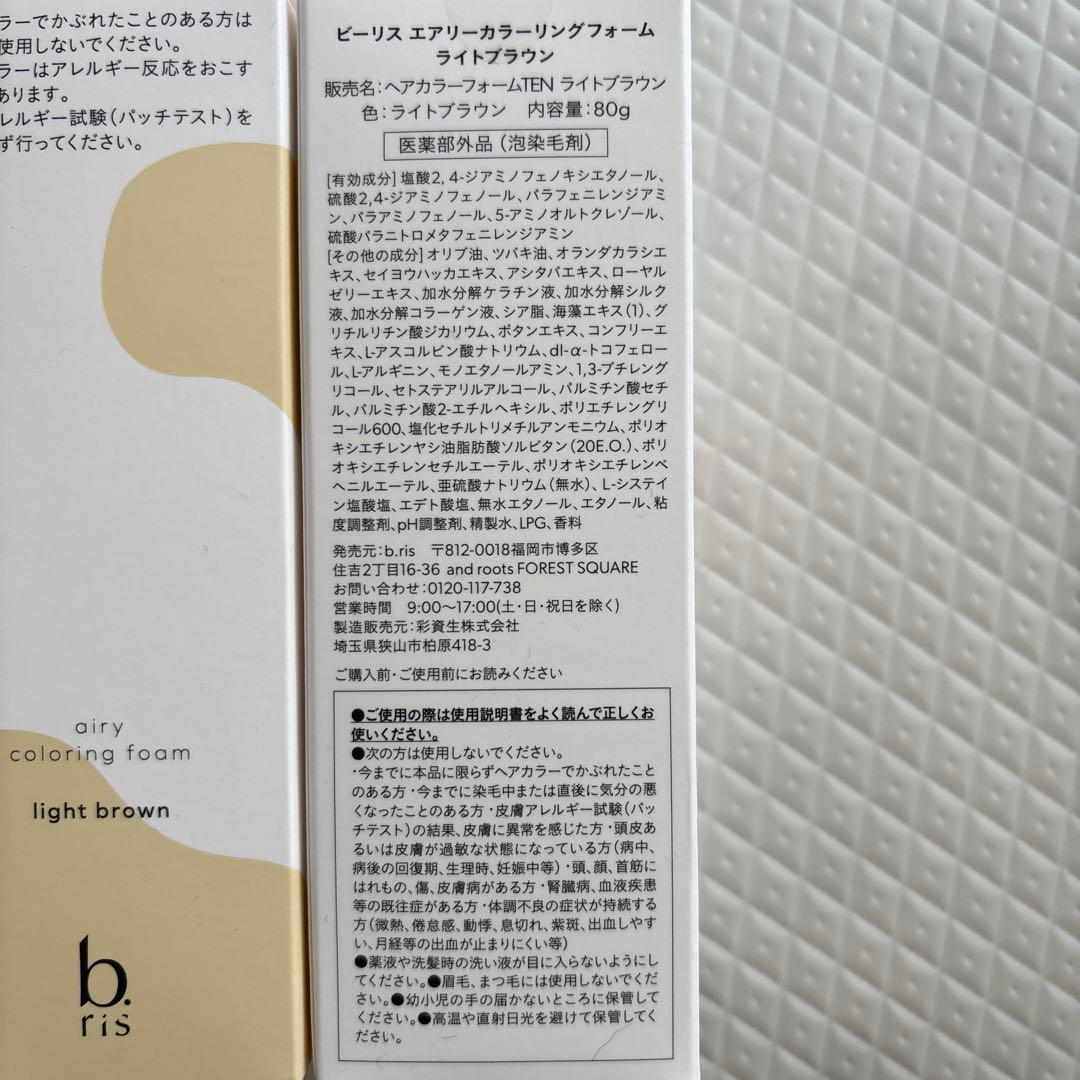 ラーでかぶれたことのある方は
使用しないでください。
ラーはアレルギー反応をおこす
あります。
レルギー試験(パッチテスト)を
ず行ってください。
airy
coloring foam
light brown
b.
ris
ビーリス エアリーカラーリングフォーム
ライトブラウン
販売名:ヘアカラーフォームTEN ライトブラウン
色:ライトブラウン 内容量:80g
医薬部外品(泡染毛剤)
[有効成分]塩酸2,4-ジアミノフェノキシエタノール、
硫酸2,4-ジアミノフェノール、パラフェニレンジアミ
ン、パラアミノフェノール、5-アミノオルトクレゾール、
硫酸パラニトロメタフェニレンジアミン
[その他の成分]オリブ油、ツバキ油、オランダカラシエ
キス、セイヨウハッカエキス、アシタバエキス、ローヤル
ゼリーエキス、加水分解ケラチン液、加水分解シルク
液、加水分解コラーゲン液、シア脂、海藻エキス(1)、グ
リチルリチン酸ジカリウム、ボタンエキス、コンフリーエ
キス、L-アスコルビン酸ナトリウム、dl-α-トコフェロー
ル、L-アルギニン、モノエタノールアミン、1,3-ブチレング
リコール、セトステアリルアルコール、パルミチン酸セチ
ル、パルミチン酸2-エチルヘキシル、ポリエチレングリ
コール600、塩化セチルトリメチルアンモニウム、ポリオ
キシエチレンヤシ油脂肪酸ソルビタン(20E.O.)、ポリ
オキシエチレンセチルエーテル、ポリオキシエチレンベ
ヘニルエーテル、亜硫酸ナトリウム(無水)、L-システイ
ン塩酸塩、エデト酸塩、無水エタノール、エタノール、粘
度調整剤、pH調整剤、精製水、LPG、香料
発売元:b.ris 〒812-0018福岡市博多区
住吉2丁目16-36 and roots FOREST SQUARE
お問い合わせ:0120-117-738
営業時間 9:00〜17:00(土・日・祝日を除く)
製造販売元:彩資生株式会社
埼玉県狭山市柏原418-3
ご購入前・ご使用前にお読みください
●ご使用の際は使用説明書をよく読んで正しくお
使いください。
●次の方は使用しないでください。
・今までに本品に限らずヘアカラーでかぶれたこと
のある方・今までに染毛中または直後に気分の悪
くなったことのある方・皮膚アレルギー試験(パッ
チテスト)の結果、皮膚に異常を感じた方・頭皮あ
るいは皮膚が過敏な状態になっている方(病中、
病後の回復期、生理時、妊娠中等)・頭、顔、首筋に
はれもの、傷、皮膚病がある方・腎臓病、血液疾患
等の既往症がある方・体調不良の症状が持続する
方(微熱、倦怠感、動悸、息切れ、紫斑、出血しやす
い、月経等の出血が止まりにくい等)
●薬液や洗髪時の洗い液が目に入らないようにし
てください。●眉毛、まつ毛には使用しないでくだ
さい。●幼小児の手の届かないところに保管して
ください。●高温や直射日光を避けて保管してく
ださい。